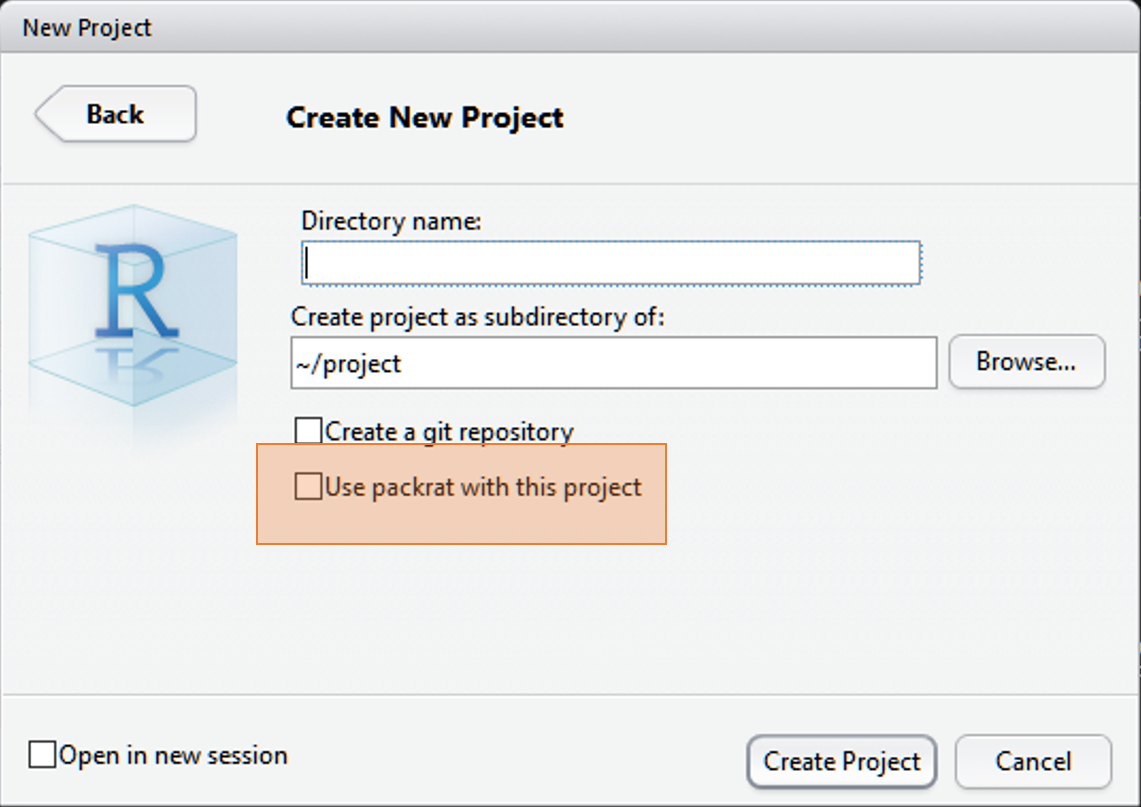 New Project
Back
Create New Project
R
Directory name:
Create project as subdirectory of:
~/project
Browse...
Create a git repository
Use packrat with this project
Open in new session
Create Project
Cancel